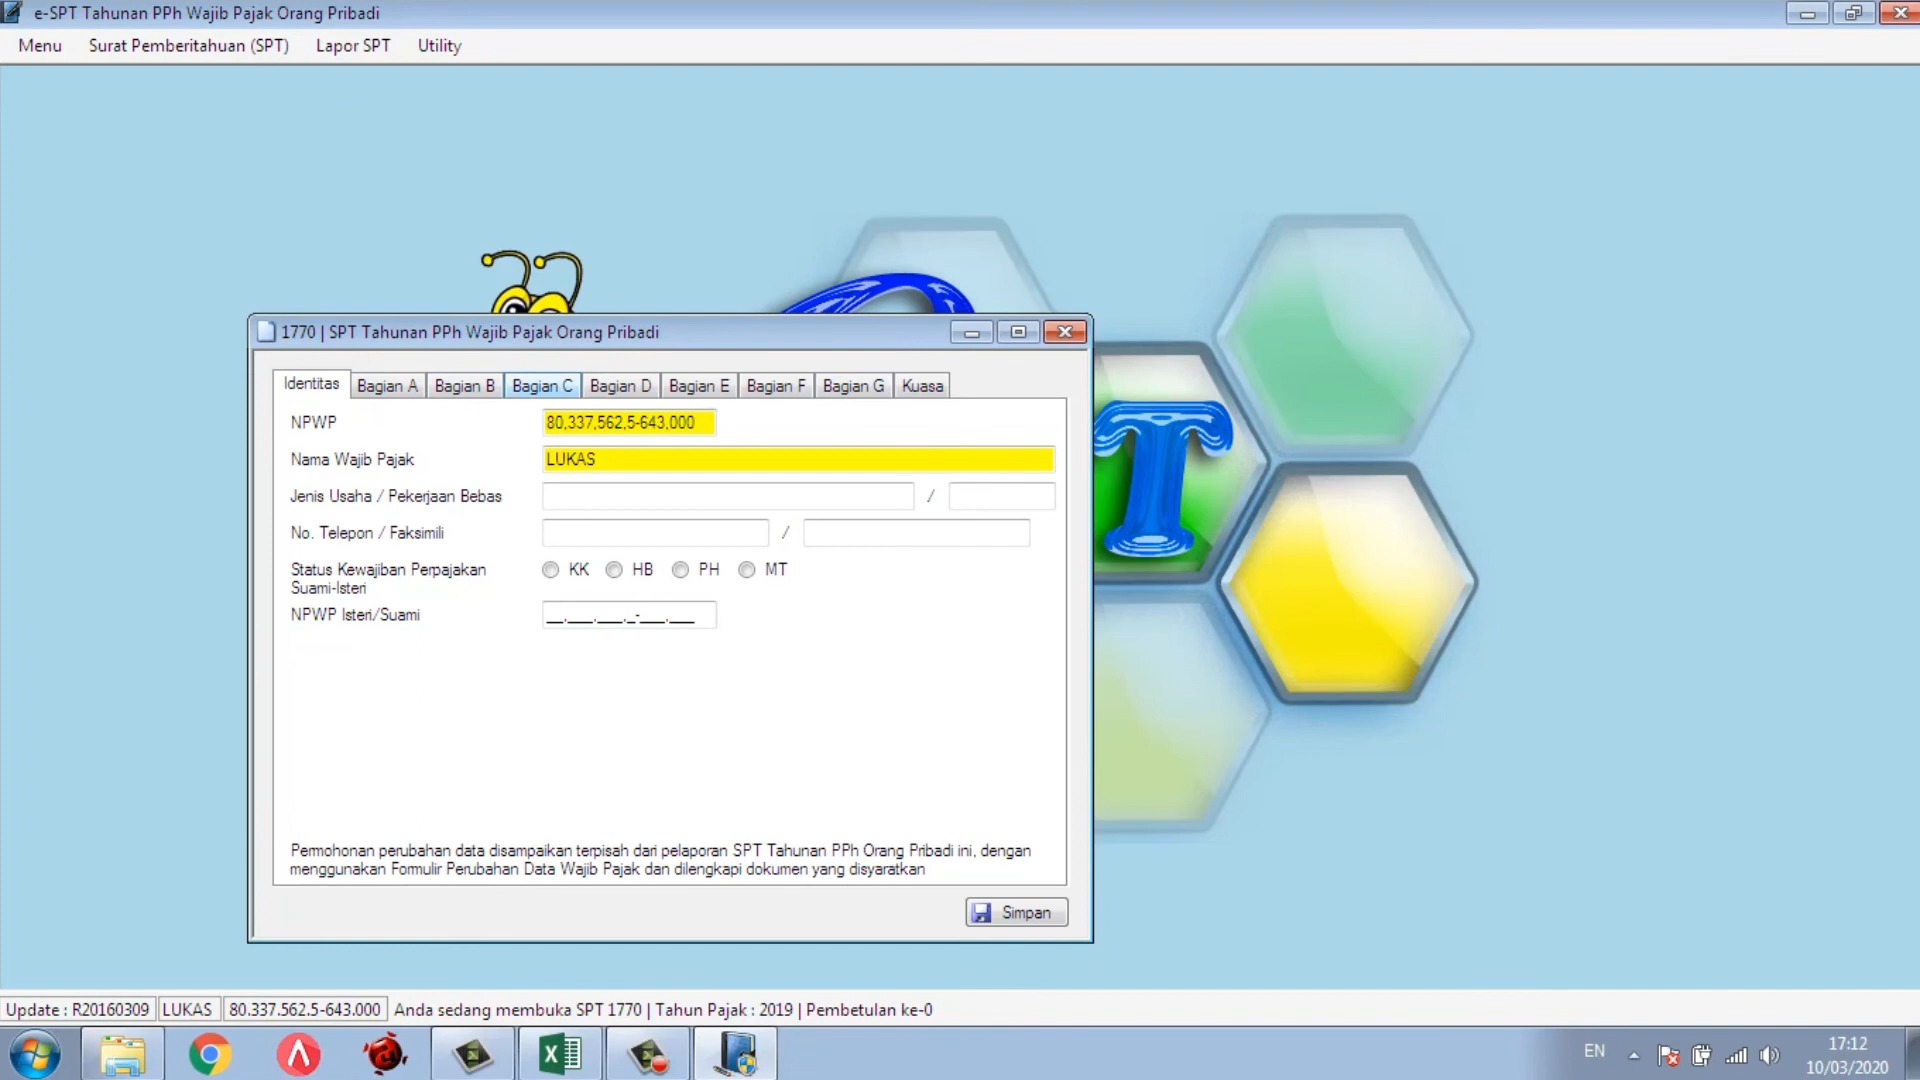 e-SPT Tahunan PPh Wajib Pajak Orang Pribadi
Menu Surat Pemberitahuan (SPT) Lapor SPT Utility
T
1770 | SPT Tahunan PPh Wajib Pajak Orang Pribadi
Identitas Bagian A Bagian B Bagian C Bagian D Bagian E Bagian F Bagian G Kuasa
NPWP 80,337,562,5-643,000
Nama Wajib Pajak LUKAS
Jenis Usaha / Pekerjaan Bebas /
No. Telepon / Faksimili /
Status Kewajiban Perpajakan KK HB PH MT
Suami-Isteri
NPWP Isteri/Suami __.___.___._-___.___
Permohonan perubahan data disampaikan terpisah dari pelaporan SPT Tahunan PPh Orang Pribadi ini, dengan
menggunakan Formulir Perubahan Data Wajib Pajak dan dilengkapi dokumen yang disyaratkan
Simpan
Update : R20160309 LUKAS 80.337.562.5-643.000 Anda sedang membuka SPT 1770 | Tahun Pajak : 2019 | Pembetulan ke-0
EN 17:12
10/03/2020